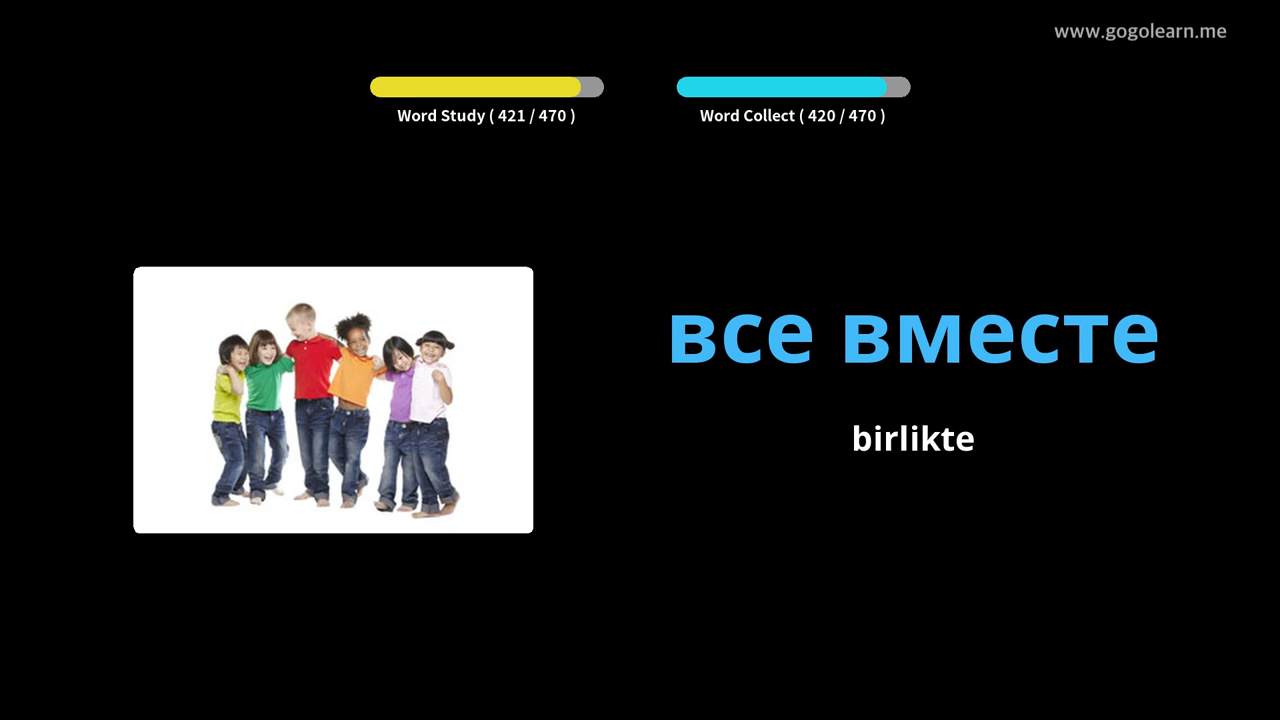 www.gogolearn.me
Word Study ( 421 / 470 )
Word Collect ( 420 / 470 )
все вместе
birlikte